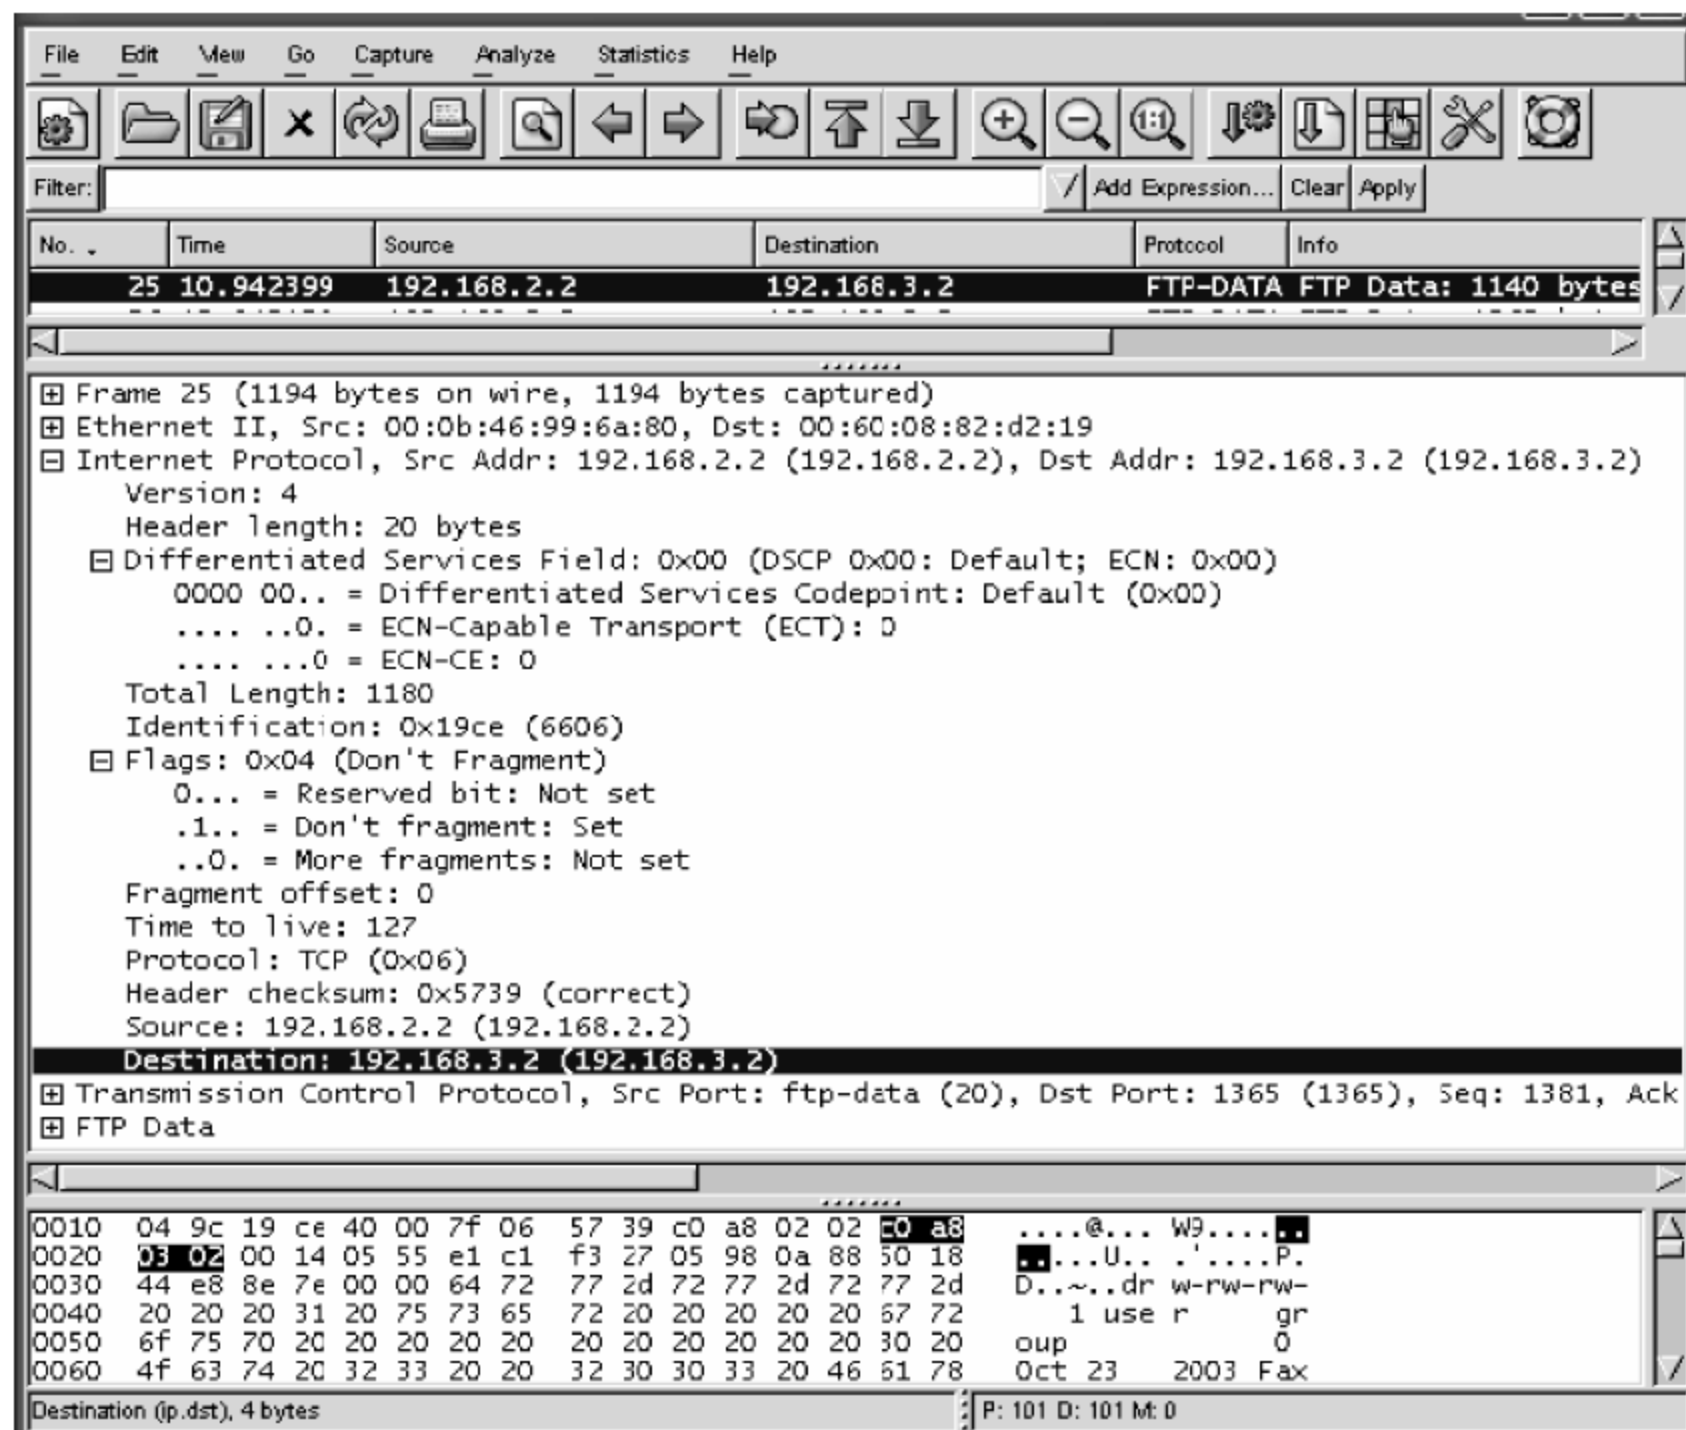 File Edit View Go Capture Analyze Statistics Help
1:1
Filter: Add Expression... Clear Apply
No. . Time Source Destination Protocol Info
25 10.942399 192.168.2.2 192.168.3.2 FTP-DATA FTP Data: 1140 bytes
Frame 25 (1194 bytes on wire, 1194 bytes captured)
Ethernet II, Src: 00:0b:46:99:6a:80, Dst: 00:60:08:82:d2:19
Internet Protocol, Src Addr: 192.168.2.2 (192.168.2.2), Dst Addr: 192.168.3.2 (192.168.3.2)
Version: 4
Header length: 20 bytes
Differentiated Services Field: 0x00 (DSCP 0x00: Default; ECN: 0x00)
0000 00.. = Differentiated Services Codepoint: Default (0x00)
.... ..0. = ECN-Capable Transport (ECT): 0
.... ...0 = ECN-CE: 0
Total Length: 1180
Identification: 0x19ce (6606)
Flags: 0x04 (Don't Fragment)
0... = Reserved bit: Not set
.1.. = Don't fragment: Set
..0. = More fragments: Not set
Fragment offset: 0
Time to live: 127
Protocol: TCP (0x06)
Header checksum: 0x5739 (correct)
Source: 192.168.2.2 (192.168.2.2)
Destination: 192.168.3.2 (192.168.3.2)
Transmission Control Protocol, Src Port: ftp-data (20), Dst Port: 1365 (1365), Seq: 1381, Ack
FTP Data
0010 04 9c 19 ce 40 00 7f 06 57 39 c0 a8 02 02 c0 a8 ....@... W9......
0020 03 02 00 14 05 55 e1 c1 f3 27 05 98 0a 88 50 18 .....U.. .'....P.
0030 44 e8 8e 7e 00 00 64 72 77 2d 72 77 2d 72 77 2d D..~..dr w-rw-rw-
0040 20 20 20 31 20 75 73 65 72 20 20 20 20 20 67 72 1 use r gr
0050 6f 75 70 20 20 20 20 20 20 20 20 20 20 20 30 20 oup 0
0060 4f 63 74 20 32 33 20 20 32 30 30 33 20 46 61 78 Oct 23 2003 Fax
Destination (ip.dst), 4 bytes P: 101 D: 101 M: 0